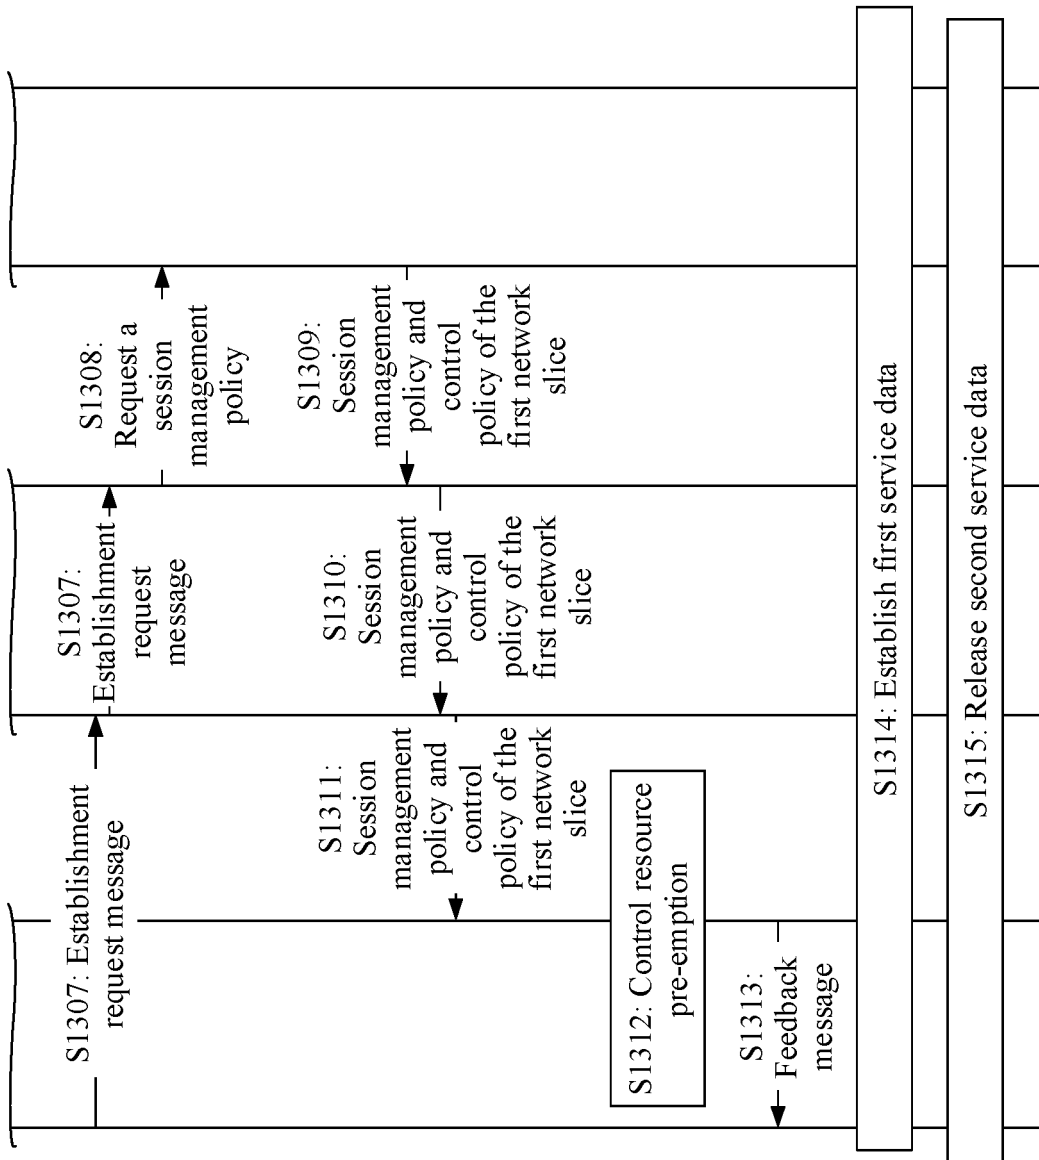 S1307: Establishment
request message
S1307:
Establishment
request
message
S1308:
Request a
session
management
policy
S1309:
Session
management
policy and
control
policy of the
first network
slice
S1310:
Session
management
policy and
control
policy of the
first network
slice
S1311:
Session
management
policy and
control
policy of the
first network
slice
S1312: Control resource
pre-emption
S1313:
Feedback
message
S1314: Establish first service data
S1315: Release second service data